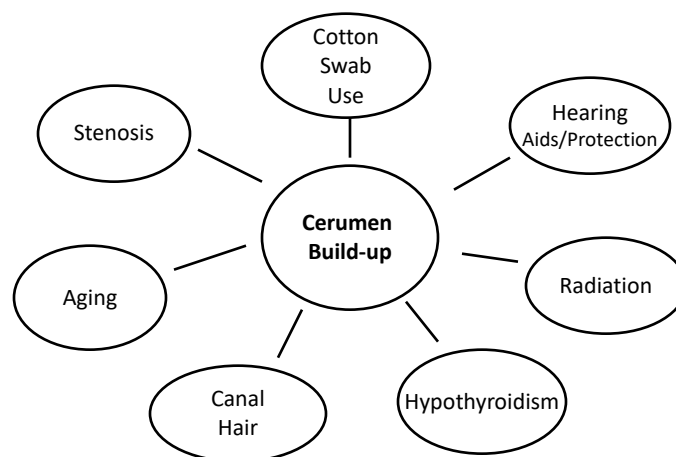 Cotton
Swab
Use
Stenosis
Hearing
Aids/Protection
Cerumen
Build-up
Aging
Radiation
Canal
Hair
Hypothyroidism